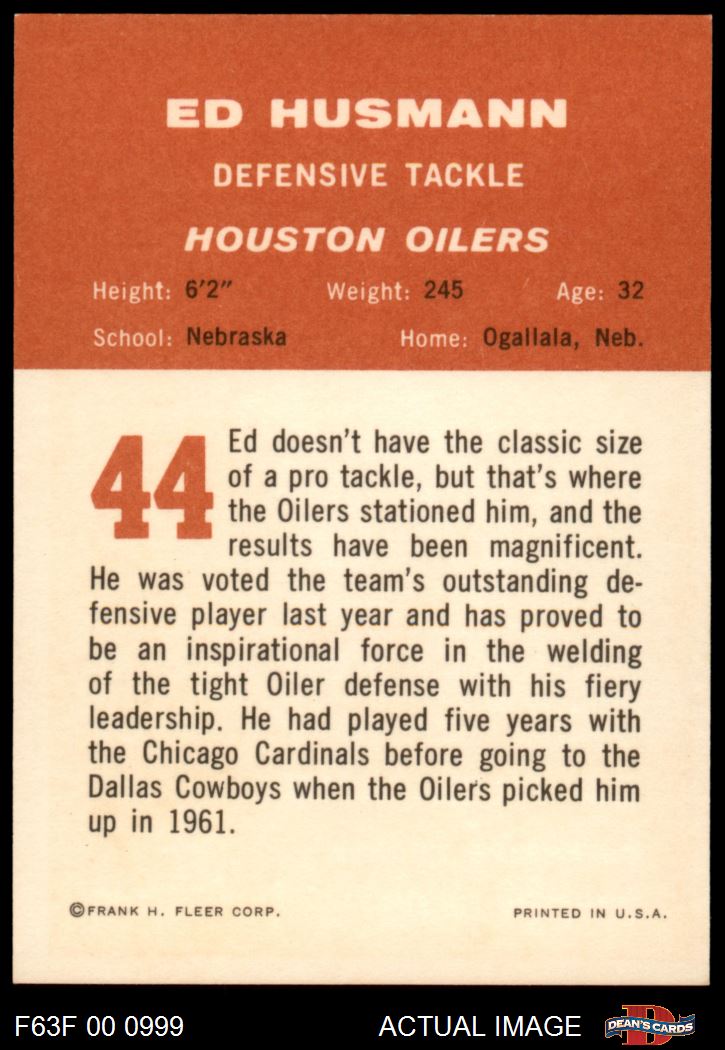 ED HUSMANN
DEFENSIVE TACKLE
HOUSTON OILERS
Height: 6'2" Weight: 245 Age: 32
School: Nebraska Home: Ogallala, Neb.
44
Ed doesn't have the classic size
of a pro tackle, but that's where
the Oilers stationed him, and the
results have been magnificent.
He was voted the team's outstanding de-
fensive player last year and has proved to
be an inspirational force in the welding
of the tight Oiler defense with his fiery
leadership. He had played five years with
the Chicago Cardinals before going to the
Dallas Cowboys when the Oilers picked him
up in 1961.
©FRANK H. FLEER CORP. PRINTED IN U.S.A.
F63F 00 0999 ACTUAL IMAGE D DEAN'S CARDS